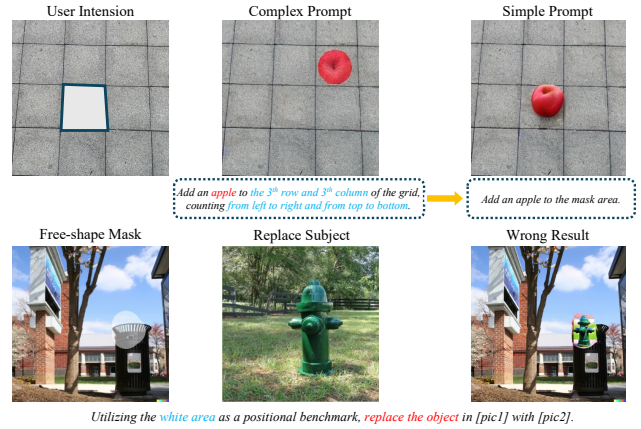 User Intension
Complex Prompt
Simple Prompt
Add an apple to the 3th row and 3th column of the grid,
counting from left to right and from top to bottom.
Add an apple to the mask area.
Free-shape Mask
Replace Subject
Wrong Result
Utilizing the white area as a positional benchmark, replace the object in [pic1] with [pic2].